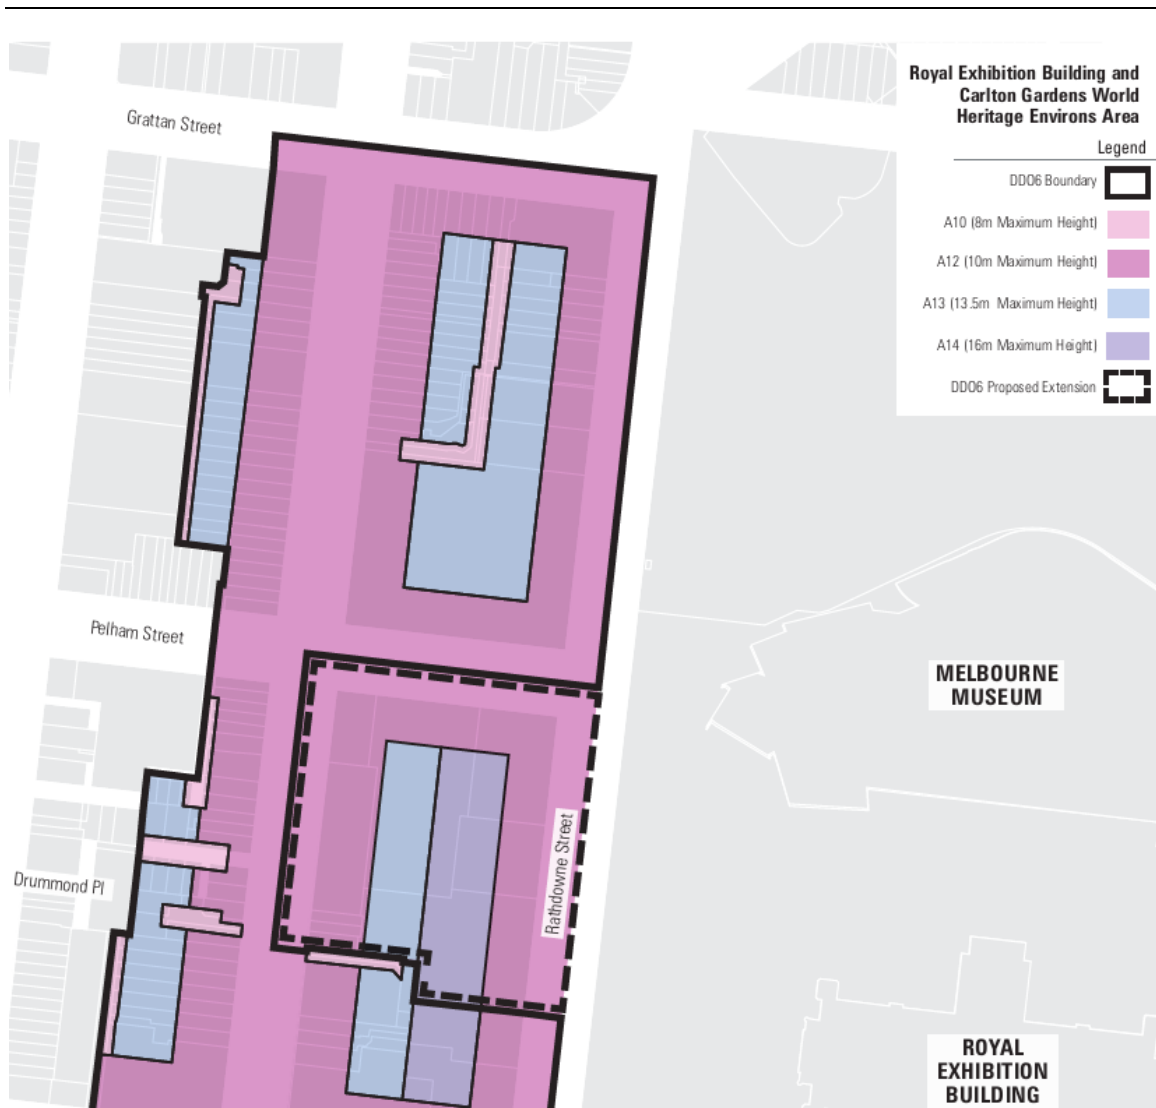 Grattan Street
Royal Exhibition Building and
Carlton Gardens World
Heritage Environs Area
Legend
DDO6 Boundary
A10 (8m Maximum Height)
A12 (10m Maximum Height)
A13 (13.5m Maximum Height)
A14 (16m Maximum Height)
DDO6 Proposed Extension
Pelham Street
MELBOURNE
MUSEUM
Rathdowne Street
Drummond Pl
ROYAL
EXHIBITION
BUILDING